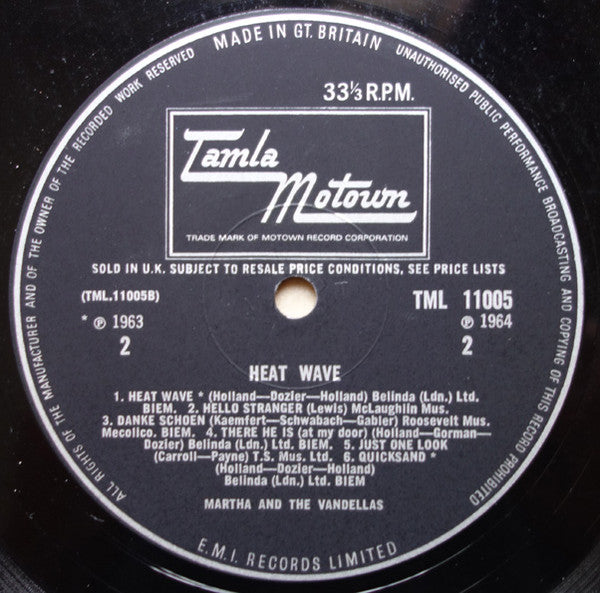 MADE IN GT. BRITAIN
UNAUTHORISED PUBLIC PERFORMANCE BROADCASTING AND COPYING OF THIS RECORD PROHIBITED
ALL RIGHTS OF THE MANUFACTURER AND OF THE OWNER OF THE RECORDED WORK RESERVED
33⅓ R.P.M.
Tamla
Motown
TRADE MARK OF MOTOWN RECORD CORPORATION
SOLD IN U.K. SUBJECT TO RESALE PRICE CONDITIONS, SEE PRICE LISTS
(TML.11005B) TML 11005
* ℗ 1963 ℗ 1964
2 2
HEAT WAVE
1. HEAT WAVE * (Holland—Dozier—Holland) Belinda (Ldn.) Ltd.
BIEM. 2. HELLO STRANGER (Lewis) McLaughlin Mus.
3. DANKE SCHOEN (Kaemfert—Schwabach—Gabler) Roosevelt Mus.
Mecolico. BIEM. 4. THERE HE IS (at my door) (Holland—Gorman—
Dozier) Belinda (Ldn.) Ltd. BIEM. 5. JUST ONE LOOK
(Carroll—Payne) T.S. Mus. Ltd. 6. QUICKSAND *
(Holland—Dozier—Holland)
Belinda (Ldn.) Ltd. BIEM
MARTHA AND THE VANDELLAS
E.M.I. RECORDS LIMITED